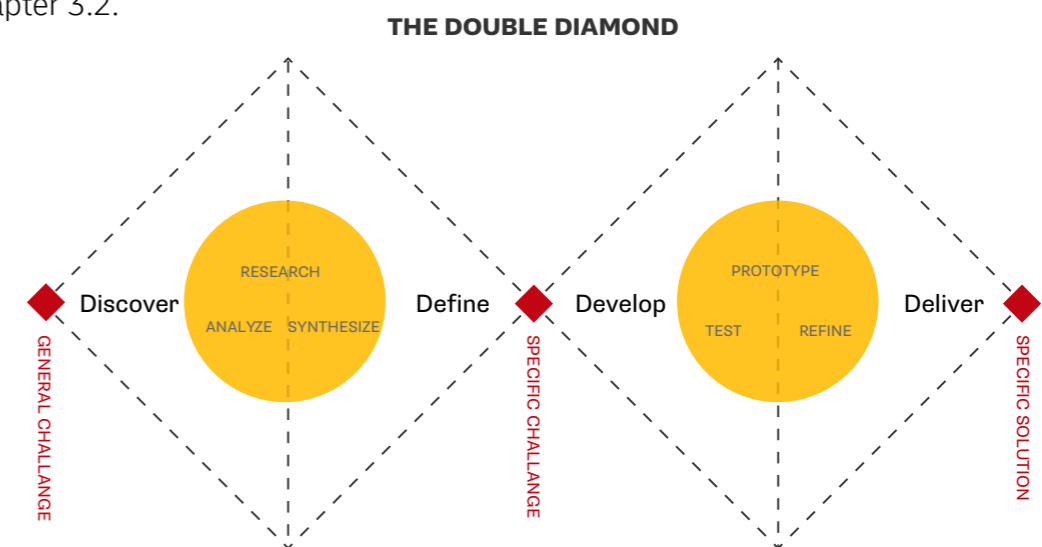 apter 3.2.
THE DOUBLE DIAMOND
RESEARCH
ANALYZE SYNTHESIZE
Discover
Define
PROTOTYPE
TEST REFINE
Develop
Deliver
GENERAL CHALLANGE
SPECIFIC CHALLANGE
SPECIFIC SOLUTION